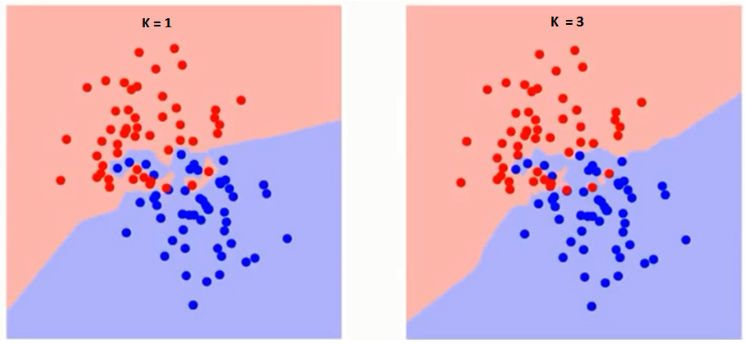 K = 1
K = 3